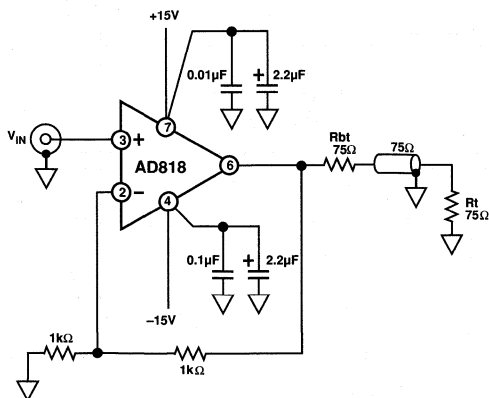 +15V
0.01µF
+
2.2µF
Rbt
75Ω
75Ω
VIN
3
+
7
AD818
6
2
−
4
Rt
75Ω
0.1µF
+
2.2µF
–15V
1kΩ
1kΩ